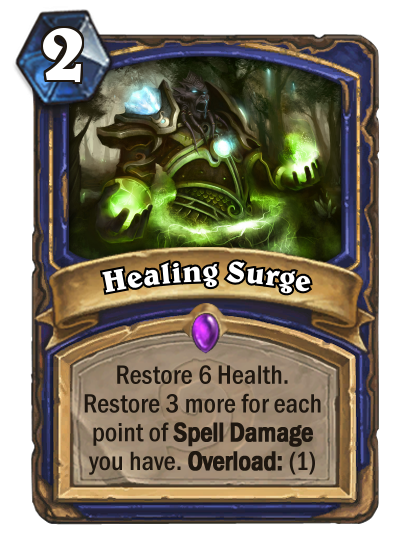 2
Healing Surge
Restore 6 Health.
Restore 3 more for each
point of Spell Damage
you have. Overload: (1)